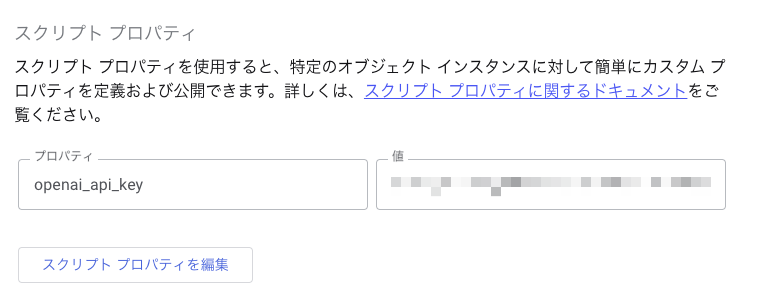 スクリプト プロパティ
スクリプト プロパティを使用すると、特定のオブジェクト インスタンスに対して簡単にカスタム プ
ロパティを定義および公開できます。詳しくは、スクリプト プロパティに関するドキュメントをご
覧ください。
プロパティ
値
openai_api_key
スクリプト プロパティを編集